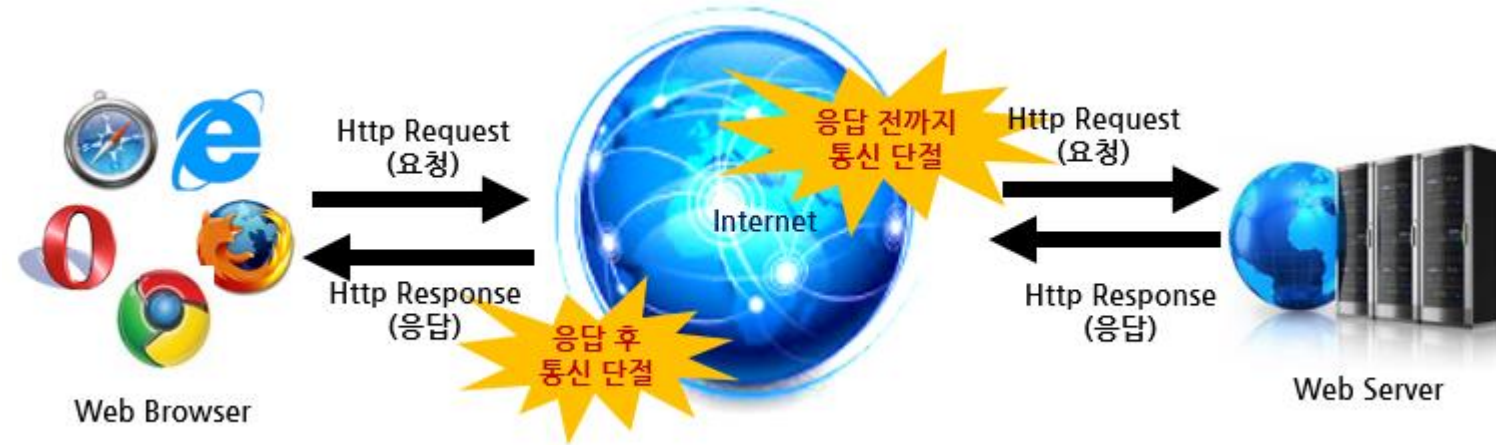 Http Request
(요청)
Http Response
(응답)
Web Browser
Internet
응답 전까지
통신 단절
응답 후
통신 단절
Http Request
(요청)
Http Response
(응답)
Web Server